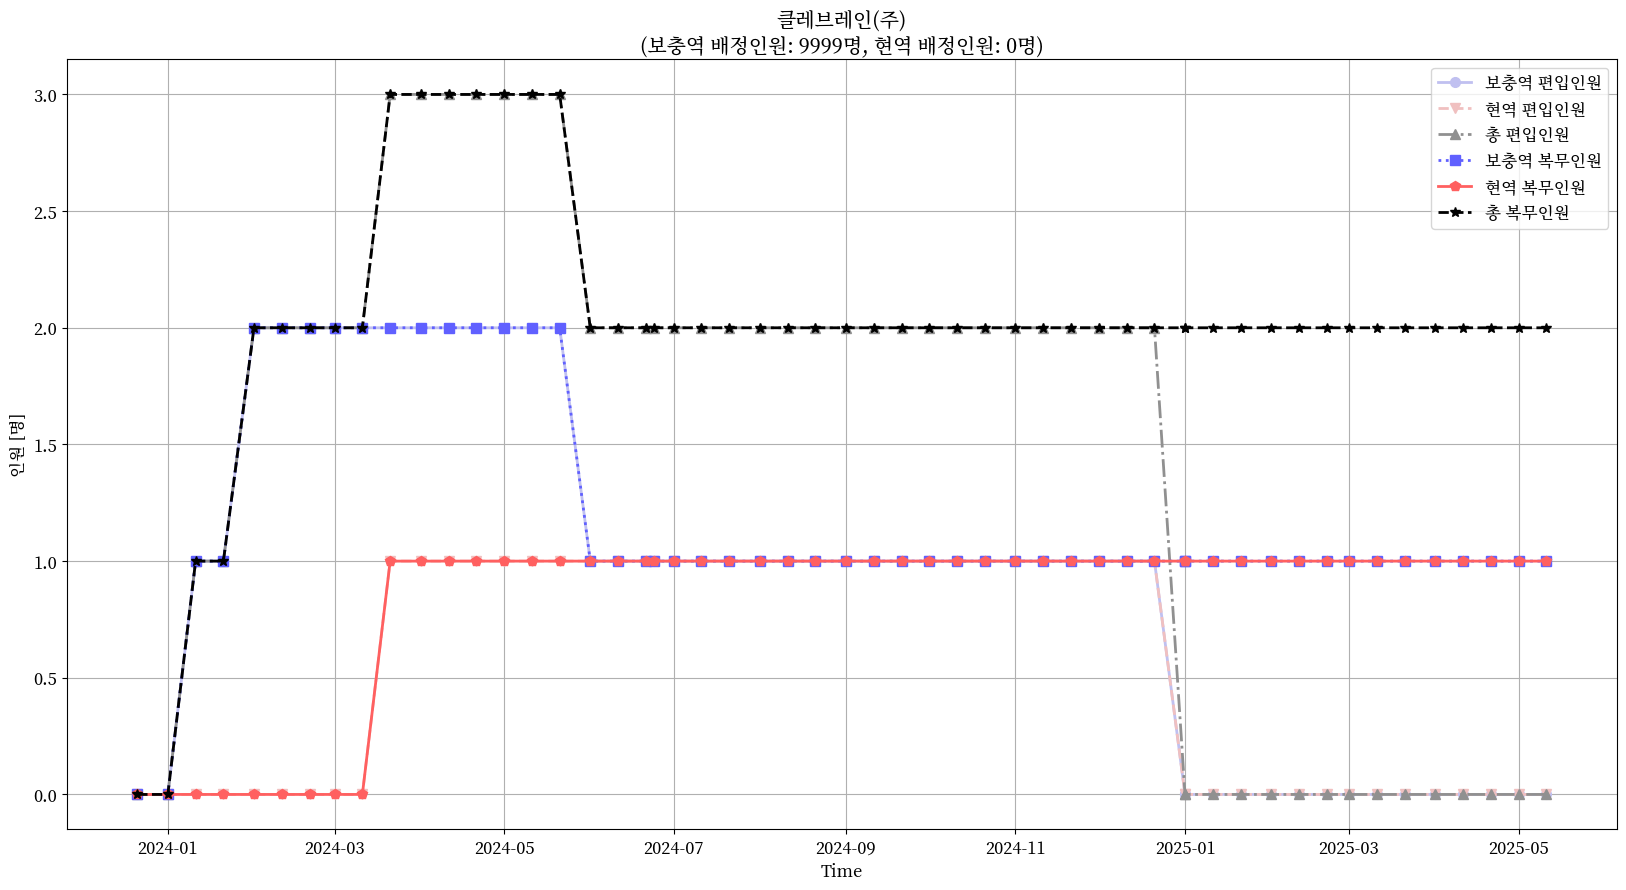 클레브레인(주)
(보충역 배정인원: 9999명, 현역 배정인원: 0명)
보충역 편입인원
현역 편입인원
총 편입인원
보충역 복무인원
현역 복무인원
총 복무인원
인원 [명]
3.0
2.5
2.0
1.5
1.0
0.5
0.0
2024-01
2024-03
2024-05
2024-07
2024-09
2024-11
2025-01
2025-03
2025-05
Time